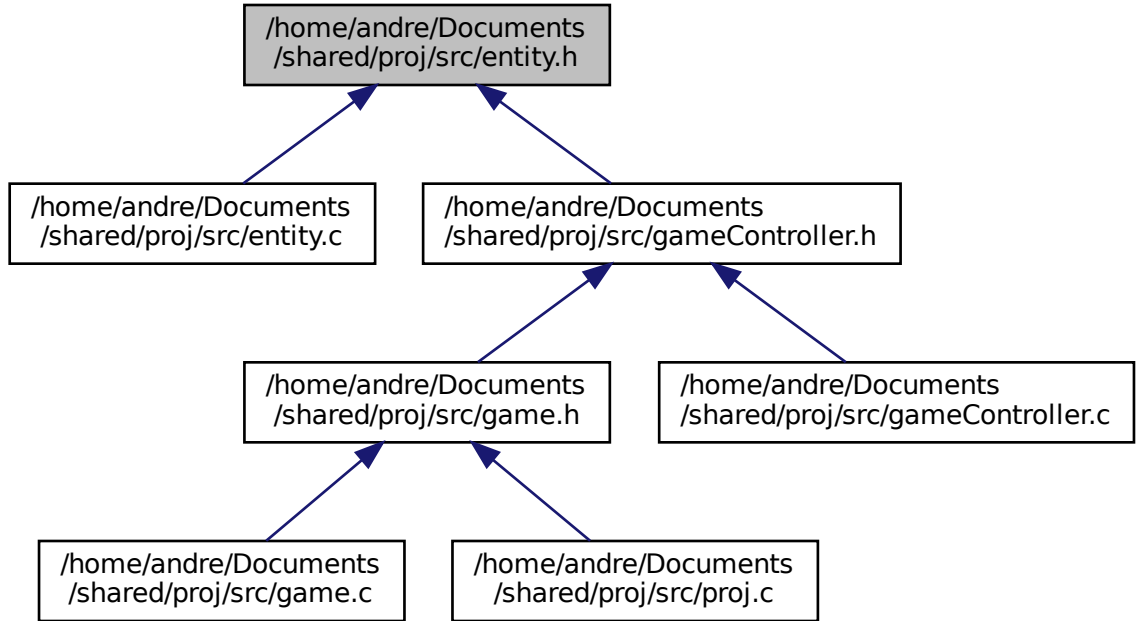 /home/andre/Documents
/shared/proj/src/entity.h
/home/andre/Documents
/shared/proj/src/entity.c
/home/andre/Documents
/shared/proj/src/gameController.h
/home/andre/Documents
/shared/proj/src/game.h
/home/andre/Documents
/shared/proj/src/gameController.c
/home/andre/Documents
/shared/proj/src/game.c
/home/andre/Documents
/shared/proj/src/proj.c